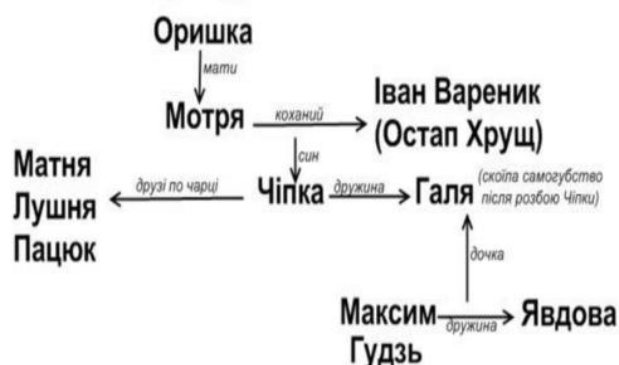 Оришка
мати
Мотря
коханий
Іван Вареник
(Остап Хрущ)
син
Матня
Лушня
Пацюк
друзі по чарці
Чіпка
дружина
Галя
(скоїла самогубство
після розбою Чіпки)
дочка
Максим
Гудзь
дружина
Явдова